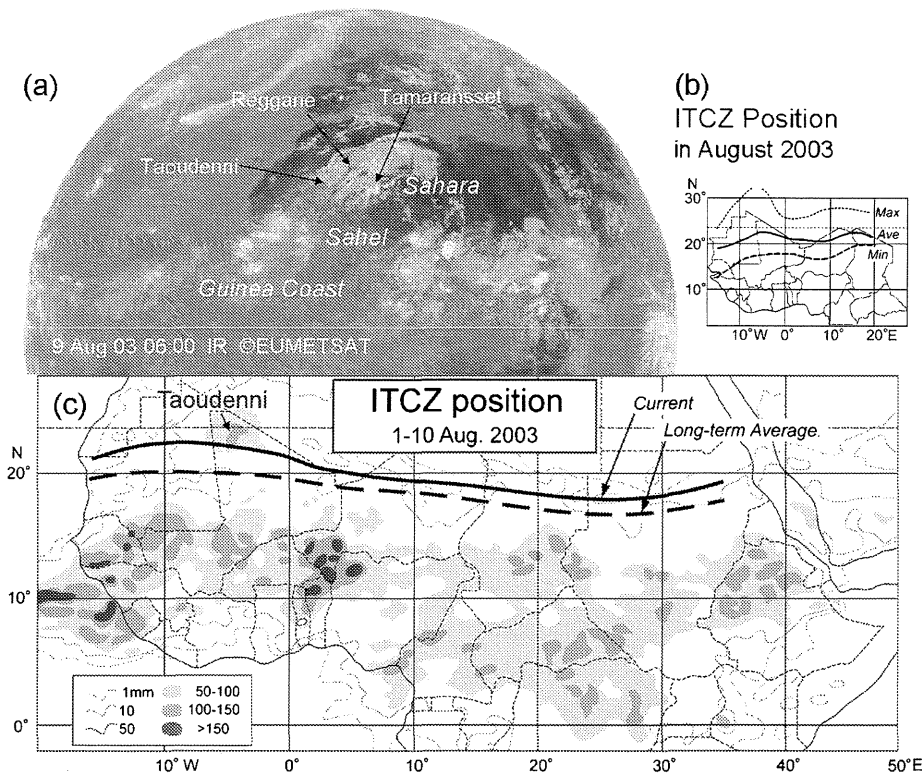 (a)
Reggane
Tamaransset
Taoudenni
Sahara
Sahel
Guinea Coast
9 Aug 03 06:00 IR ©EUMETSAT
(b)
ITCZ Position
in August 2003
N
30°
20°
10°
Max
Ave
Min
10°W 0° 10° 20°E
(c)
Taoudenni
ITCZ position
1-10 Aug. 2003
Current
Long-term Average
N
20°
10°
0°
1mm 50-100
10 100-150
50 >150
10° W 0° 10° 20° 30° 40° 50°E